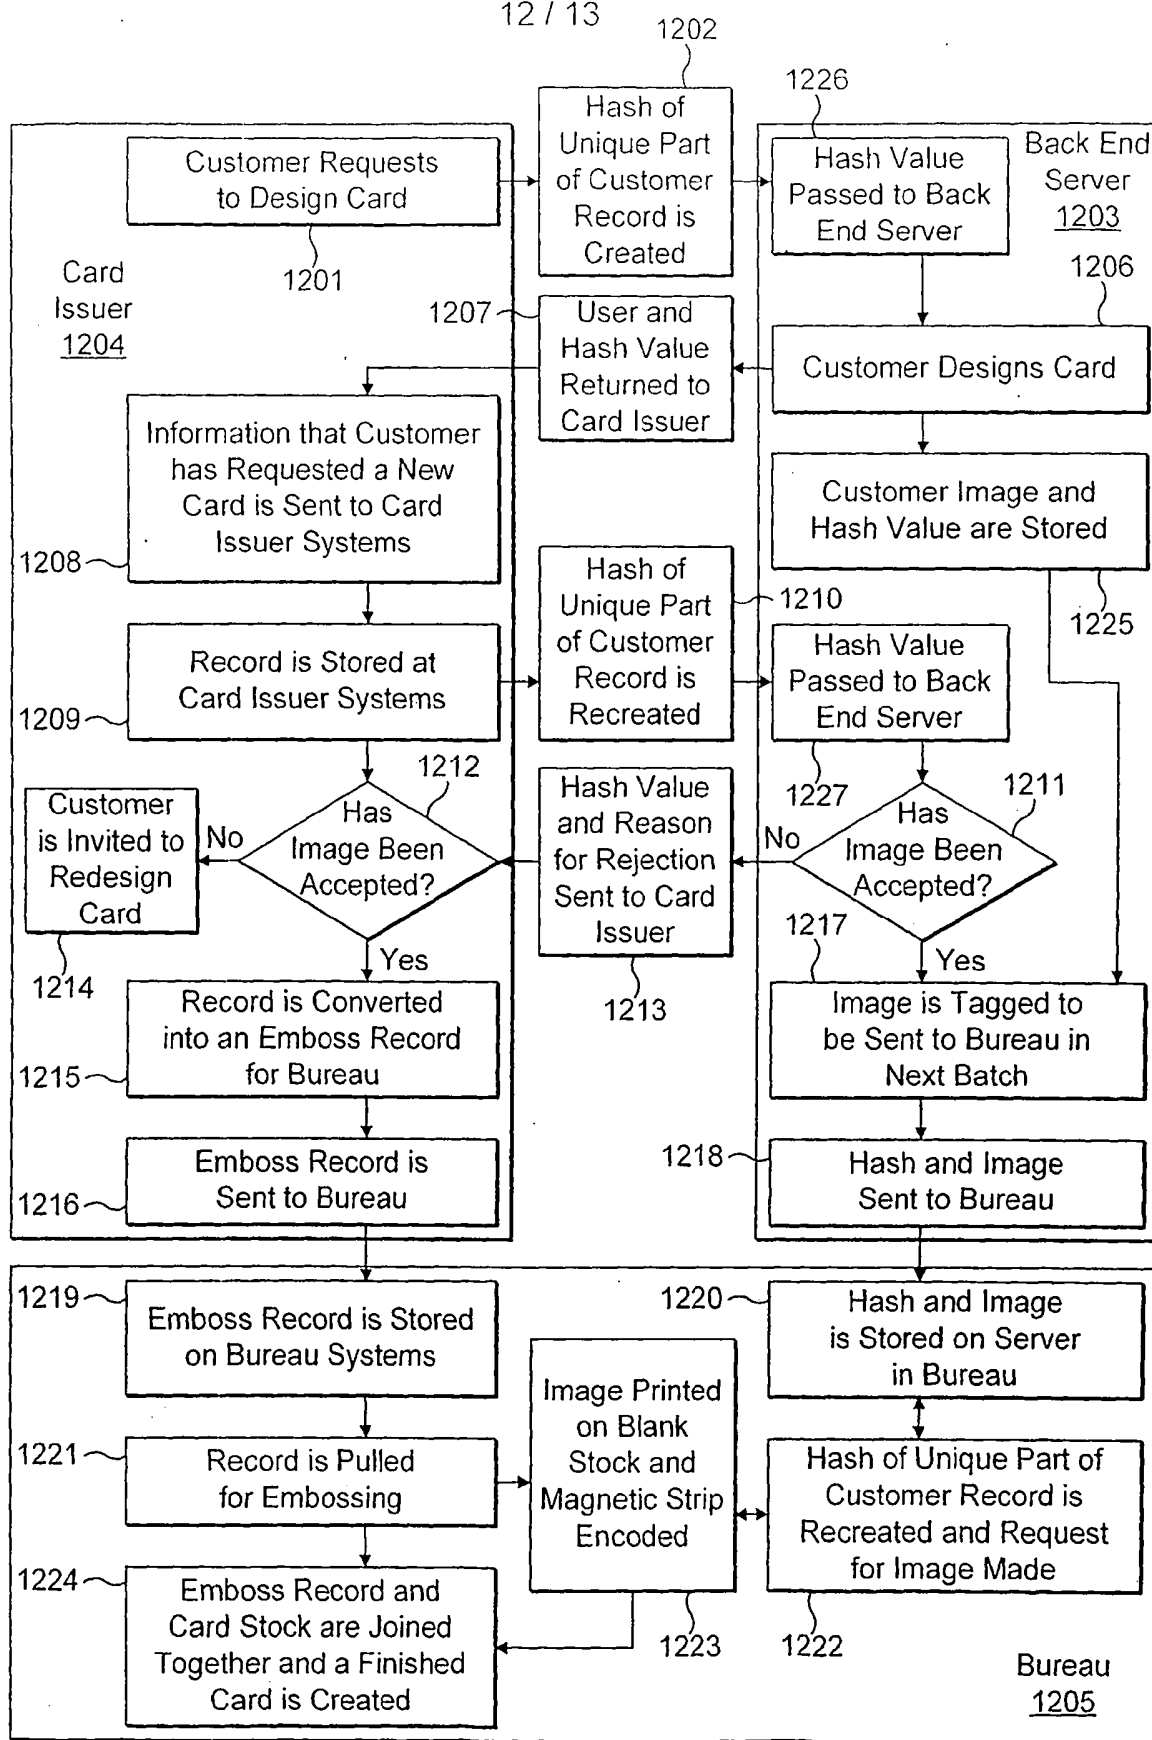 12 / 13
1202
Hash of
Unique Part
of Customer
Record is
Created
1226
Hash Value
Passed to Back
End Server
Back End
Server
1203
Customer Requests
to Design Card
1201
Card
Issuer
1204
1206
Customer Designs Card
1207
User and
Hash Value
Returned to
Card Issuer
Information that Customer
has Requested a New
Card is Sent to Card
Issuer Systems
1208
Customer Image and
Hash Value are Stored
1225
Record is Stored at
Card Issuer Systems
1209
Hash of
Unique Part
of Customer
Record is
Recreated
1210
Hash Value
Passed to Back
End Server
1227
1212
Has
Image Been
Accepted?
No
Customer
is Invited to
Redesign
Card
1214
Hash Value
and Reason
for Rejection
Sent to Card
Issuer
1213
No
Has
Image Been
Accepted?
1211
Yes
Yes
1217
Record is Converted
into an Emboss Record
for Bureau
1215
Image is Tagged to
be Sent to Bureau in
Next Batch
Emboss Record is
Sent to Bureau
1216
1218
Hash and Image
Sent to Bureau
1219
Emboss Record is Stored
on Bureau Systems
1220
Hash and Image
is Stored on Server
in Bureau
1221
Record is Pulled
for Embossing
Image Printed
on Blank
Stock and
Magnetic Strip
Encoded
1223
Hash of Unique Part of
Customer Record is
Recreated and Request
for Image Made
1222
1224
Emboss Record and
Card Stock are Joined
Together and a Finished
Card is Created
Bureau
1205